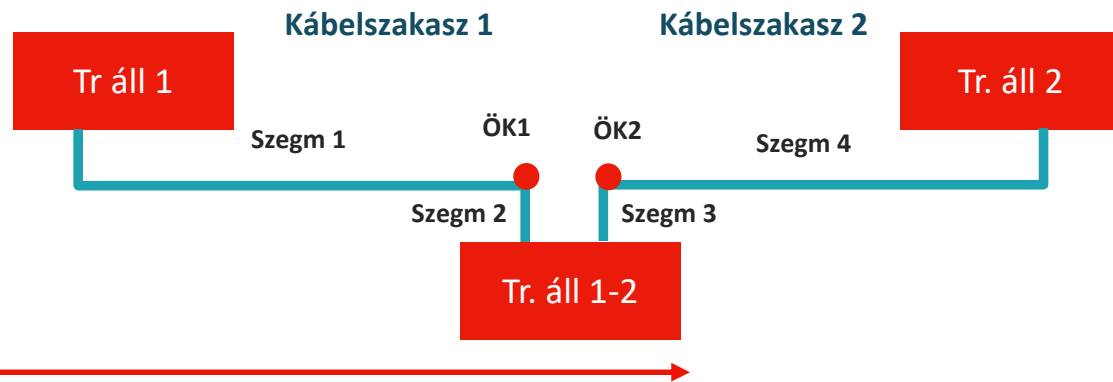 Kábelszakasz 1
Kábelszakasz 2
Tr áll 1
Tr. áll 2
Szegm 1
ÖK1
ÖK2
Szegm 4
Szegm 2
Szegm 3
Tr. áll 1-2